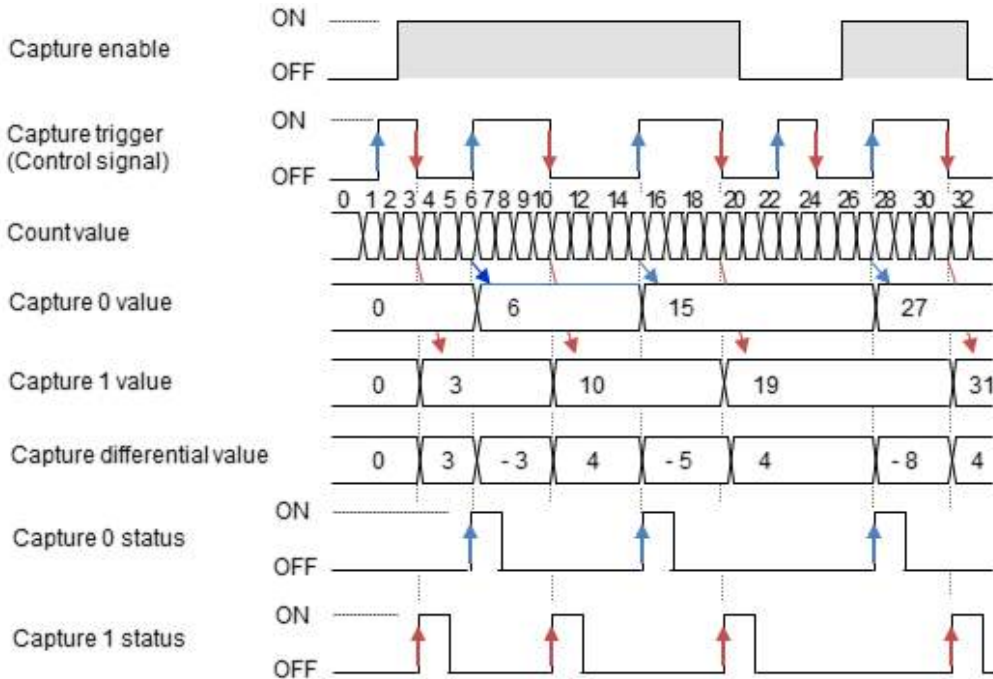 ON
Capture enable
OFF
ON
Capture trigger
(Control signal)
OFF
0 1 2 3 4 5 6 7 8 9 10 12 14 16 18 20 22 24 26 28 30 32
Count value
Capture 0 value 0 6 15 27
Capture 1 value 0 3 10 19 31
Capture differential value 0 3 - 3 4 - 5 4 - 8 4
ON
Capture 0 status
OFF
ON
Capture 1 status
OFF